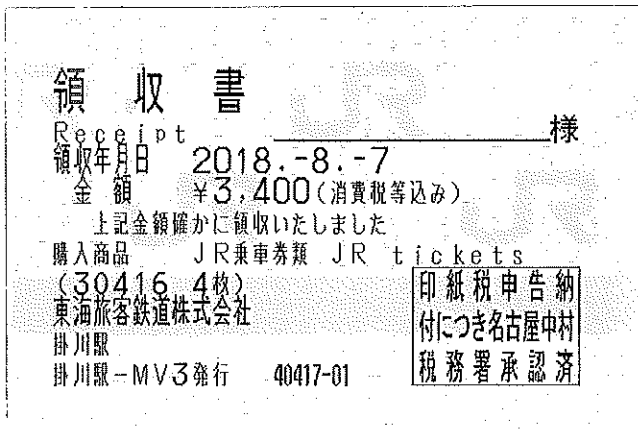 領収書
Receipt 様
領収年月日 2018.-8.-7
金額 ¥3,400(消費税等込み)
上記金額確かに領収いたしました
購入商品 JR乗車券類 JR tickets
(30416 4枚)
東海旅客鉄道株式会社
掛川駅
掛川駅-MV3発行 40417-01
印紙税申告納
付につき名古屋中村
税務署承認済